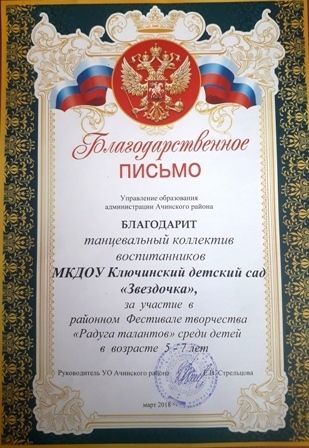 Благодарственное
ПИСЬМО
Управление образования
администрации Ачинского района
БЛАГОДАРИТ
танцевальный коллектив
воспитанников
МКДОУ Ключинский детский сад
«Звездочка»,
за участие в
районном Фестивале творчества
«Радуга талантов» среди детей
в возрасте 5 - 7 лет
Руководитель УО Ачинского района Е.В. Стрельцова
март 2018 г.